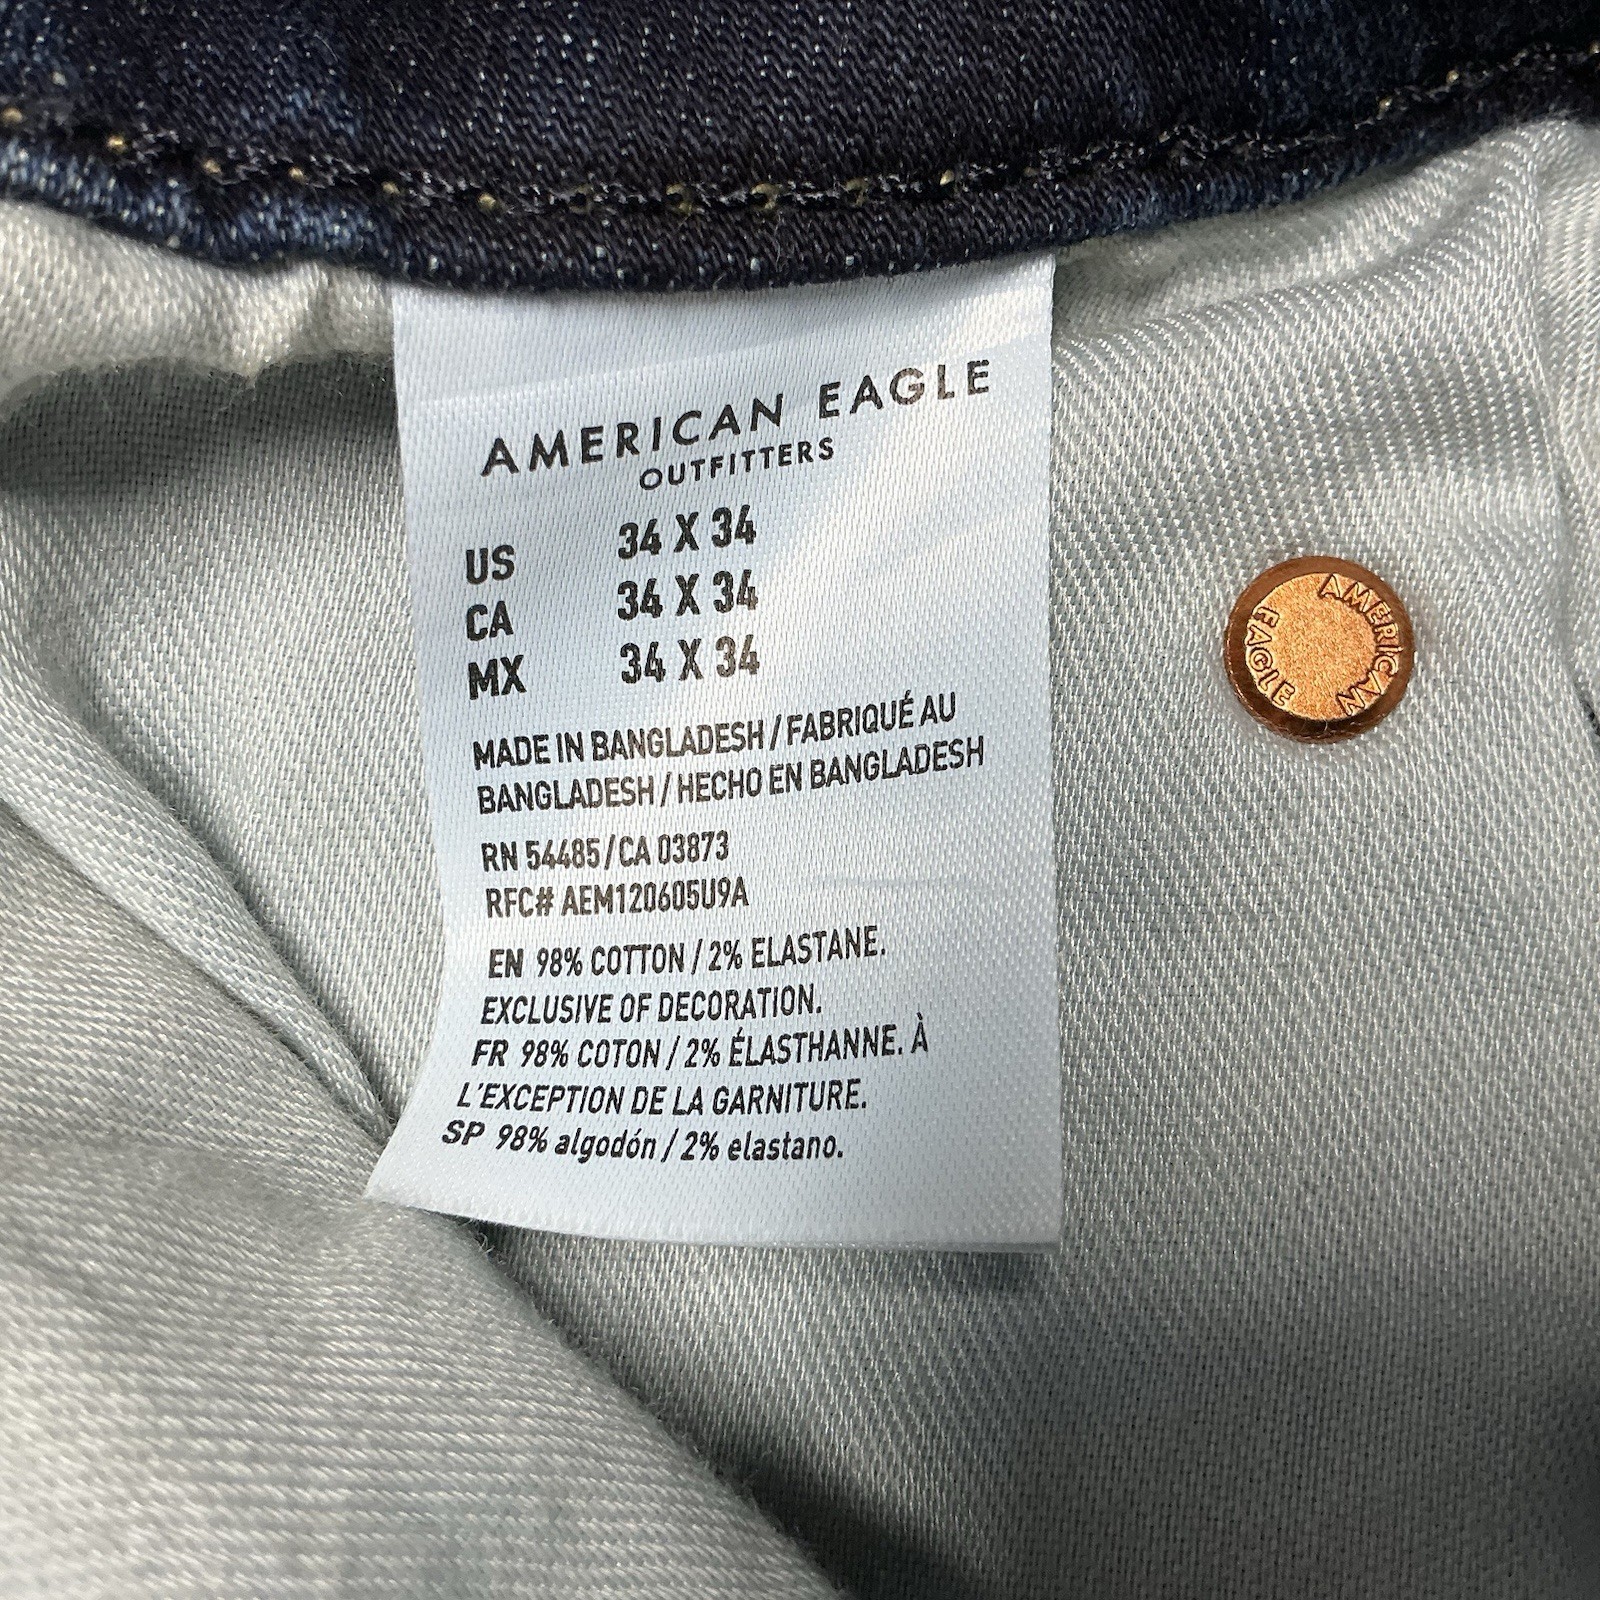 AMERICAN EAGLE
OUTFITTERS
US 34 X 34
CA 34 X 34
MX 34 X 34
MADE IN BANGLADESH / FABRIQUÉ AU
BANGLADESH / HECHO EN BANGLADESH
RN 54485 / CA 03873
RFC# AEM120605U9A
EN 98% COTTON / 2% ELASTANE.
EXCLUSIVE OF DECORATION.
FR 98% COTON / 2% ÉLASTHANNE. À
L'EXCEPTION DE LA GARNITURE.
SP 98% algodón / 2% elastano.
AMERICAN
EAGLE